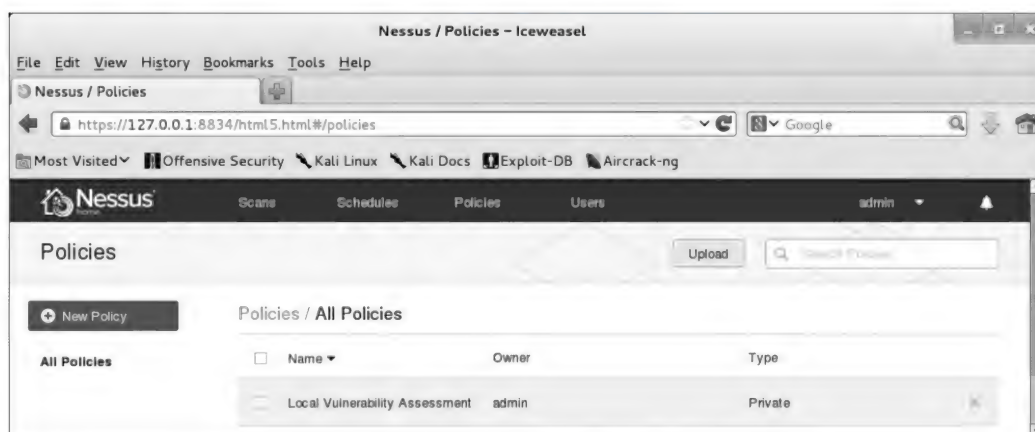 Nessus / Policies - Iceweasel
File Edit View History Bookmarks Tools Help
Nessus / Policies
https://127.0.0.1:8834/html5.html#/policies
Google
Most Visited Offensive Security Kali Linux Kali Docs Exploit-DB Aircrack-ng
Nessus home Scans Schedules Policies Users admin
Policies Upload Search Policies
New Policy Policies / All Policies
All Policies Name Owner Type
Local Vulnerability Assessment admin Private